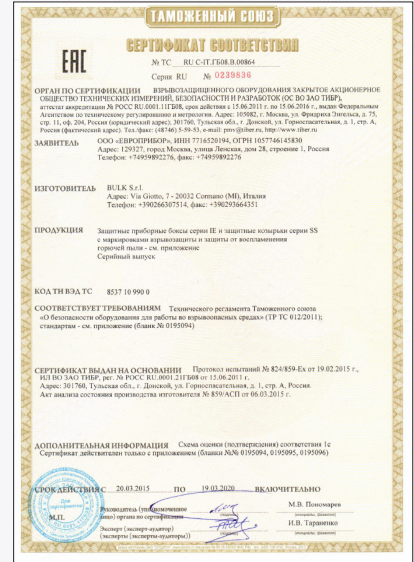 ТАМОЖЕННЫЙ СОЮЗ
ЕАС
СЕРТИФИКАТ СООТВЕТСТВИЯ
№ ТС RU C-IT.ГБ08.В.00864
Серия RU № 0239836
ОРГАН ПО СЕРТИФИКАЦИИ ВЗРЫВОЗАЩИЩЕННОГО ОБОРУДОВАНИЯ ЗАКРЫТОЕ АКЦИОНЕРНОЕ
ОБЩЕСТВО ТЕХНИЧЕСКИХ ИЗМЕРЕНИЙ, БЕЗОПАСНОСТИ И РАЗРАБОТОК (ОС ВО ЗАО ТИБР),
аттестат аккредитации № РОСС RU.0001.11ГБ08, срок действия с 15.06.2011 г. по 15.06.2016 г., выдан Федеральным
Агентством по техническому регулированию и метрологии. Адрес: 105082, г. Москва, ул. Фридриха Энгельса, д. 75,
стр. 11, оф. 204, Россия (юридический адрес); 301760, Тульская обл., г. Донской, ул. Горноспасательная, д. 1, стр. А,
Россия (фактический адрес). Тел./факс: (48746) 5-59-53, e-mail: pmv@tiber.ru, http://www.tiber.ru
ЗАЯВИТЕЛЬ ООО «ЕВРОПРИБОР», ИНН 7716520194, ОГРН 1057746145830
Адрес: 129327, город Москва, улица Ленская, дом 28, строение 1, Россия
Телефон: +74959892276, факс: +74959892276
ИЗГОТОВИТЕЛЬ BULK S.r.l.
Адрес: Via Giotto, 7 - 20032 Cormano (MI), Италия
Телефон: +390266307514, факс: +390293664351
ПРОДУКЦИЯ Защитные приборные боксы серии IE и защитные козырьки серии SS
с маркировками взрывозащиты и защиты от воспламенения
горючей пыли - см. приложение
Серийный выпуск
КОД ТН ВЭД ТС 8537 10 990 0
СООТВЕТСТВУЕТ ТРЕБОВАНИЯМ Технического регламента Таможенного союза
«О безопасности оборудования для работы во взрывоопасных средах» (ТР ТС 012/2011);
стандартам - см. приложение (бланк № 0195094)
СЕРТИФИКАТ ВЫДАН НА ОСНОВАНИИ Протокол испытаний № 824/859-Ех от 19.02.2015 г.,
ИЛ ВО ЗАО ТИБР, рег. № РОСС RU.0001.21ГБ08 от 15.06.2011 г.
Адрес: 301760, Тульская обл., г. Донской, ул. Горноспасательная, д. 1, стр. А, Россия.
Акт анализа состояния производства изготовителя № 859/АСП от 06.03.2015 г.
ДОПОЛНИТЕЛЬНАЯ ИНФОРМАЦИЯ Схема оценки (подтверждения) соответствия 1с
Сертификат действителен только с приложением (бланки №№ 0195094, 0195095, 0195096)
СРОК ДЕЙСТВИЯ С 20.03.2015 ПО 19.03.2020 ВКЛЮЧИТЕЛЬНО
Для сертификатов
М.П.
Руководитель (уполномоченное
лицо) органа по сертификации
М.В. Пономарев
Эксперт (эксперт-аудитор)
(эксперты (эксперты-аудиторы))
И.В. Тараненко